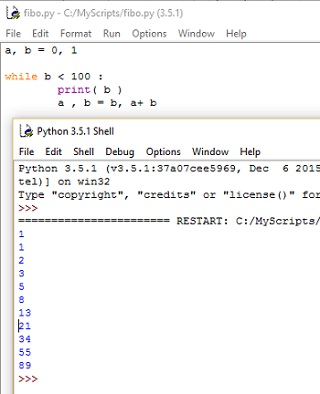 fibo.py - C:/MyScripts/fibo.py (3.5.1)
File Edit Format Run Options Window Help
a, b = 0, 1
while b < 100 :
print( b )
a , b = b, a+ b
Python 3.5.1 Shell
File Edit Shell Debug Options Window Help
Python 3.5.1 (v3.5.1:37a07cee5969, Dec 6 2015
tel)] on win32
Type "copyright", "credits" or "license()" for
>>>
======================= RESTART: C:/MyScripts/
1
1
2
3
5
8
13
21
34
55
89
>>>